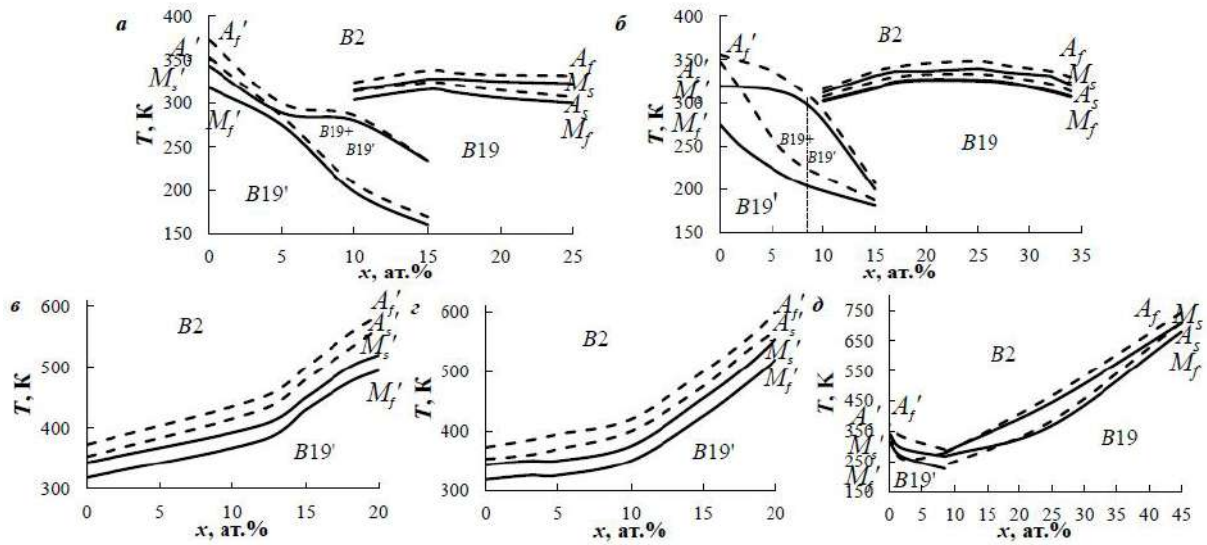 а
400
350
300
250
200
150
T, К
A_s'
A_f'
M_s'
M_f'
B2
B19+
B19'
B19'
B19
A_f
M_s
A_s
M_f
0 5 10 15 20 25
x, ат.%
б
400
350
300
250
200
150
T, К
A_f'
A_s'
M_s'
M_f'
B2
B19+
B19'
B19'
B19
A_f
M_s
A_s
M_f
0 5 10 15 20 25 30 35
x, ат.%
в
600
500
400
300
T, К
B2
B19'
A_f'
A_s'
M_s'
M_f'
0 5 10 15 20
x, ат.%
г
600
500
400
300
T, К
B2
B19'
A_f'
A_s'
M_s'
M_f'
0 5 10 15 20
x, ат.%
д
750
650
550
450
350
250
150
T, К
A_s'
A_f'
M_s'
M_f'
B2
B19'
B19
A_f
M_s
A_s
M_f
0 5 10 15 20 25 30 35 40 45
x, ат.%